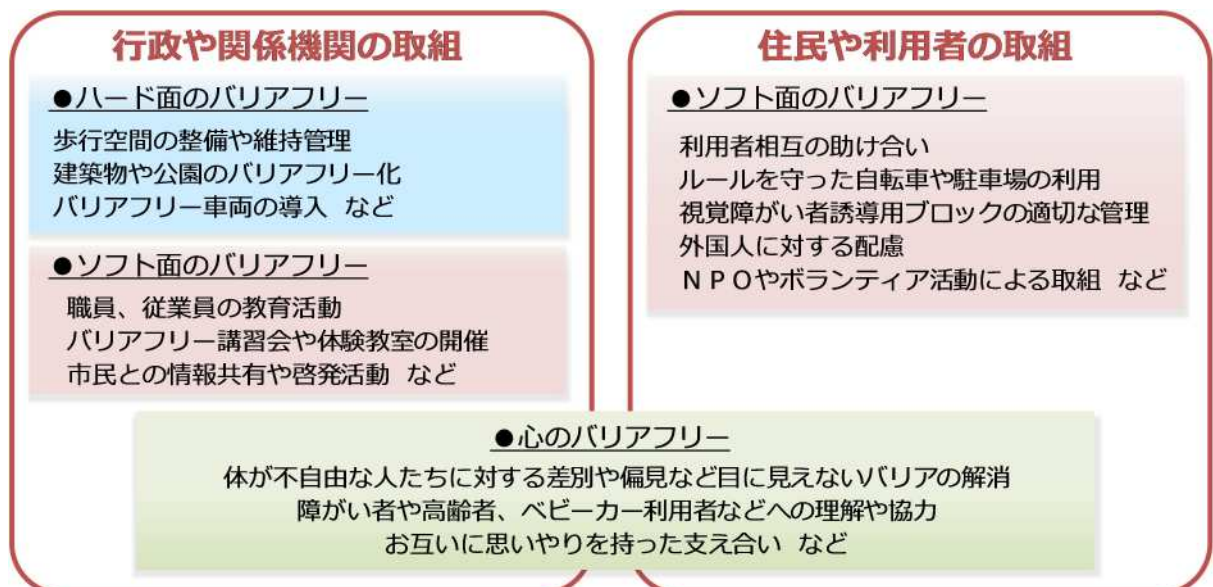 行政や関係機関の取組
●ハード面のバリアフリー
歩行空間の整備や維持管理
建築物や公園のバリアフリー化
バリアフリー車両の導入 など
●ソフト面のバリアフリー
職員、従業員の教育活動
バリアフリー講習会や体験教室の開催
市民との情報共有や啓発活動 など
住民や利用者の取組
●ソフト面のバリアフリー
利用者相互の助け合い
ルールを守った自転車や駐車場の利用
視覚障がい者誘導用ブロックの適切な管理
外国人に対する配慮
ＮＰＯやボランティア活動による取組 など
●心のバリアフリー
体が不自由な人たちに対する差別や偏見など目に見えないバリアの解消
障がい者や高齢者、ベビーカー利用者などへの理解や協力
お互いに思いやりを持った支え合い など